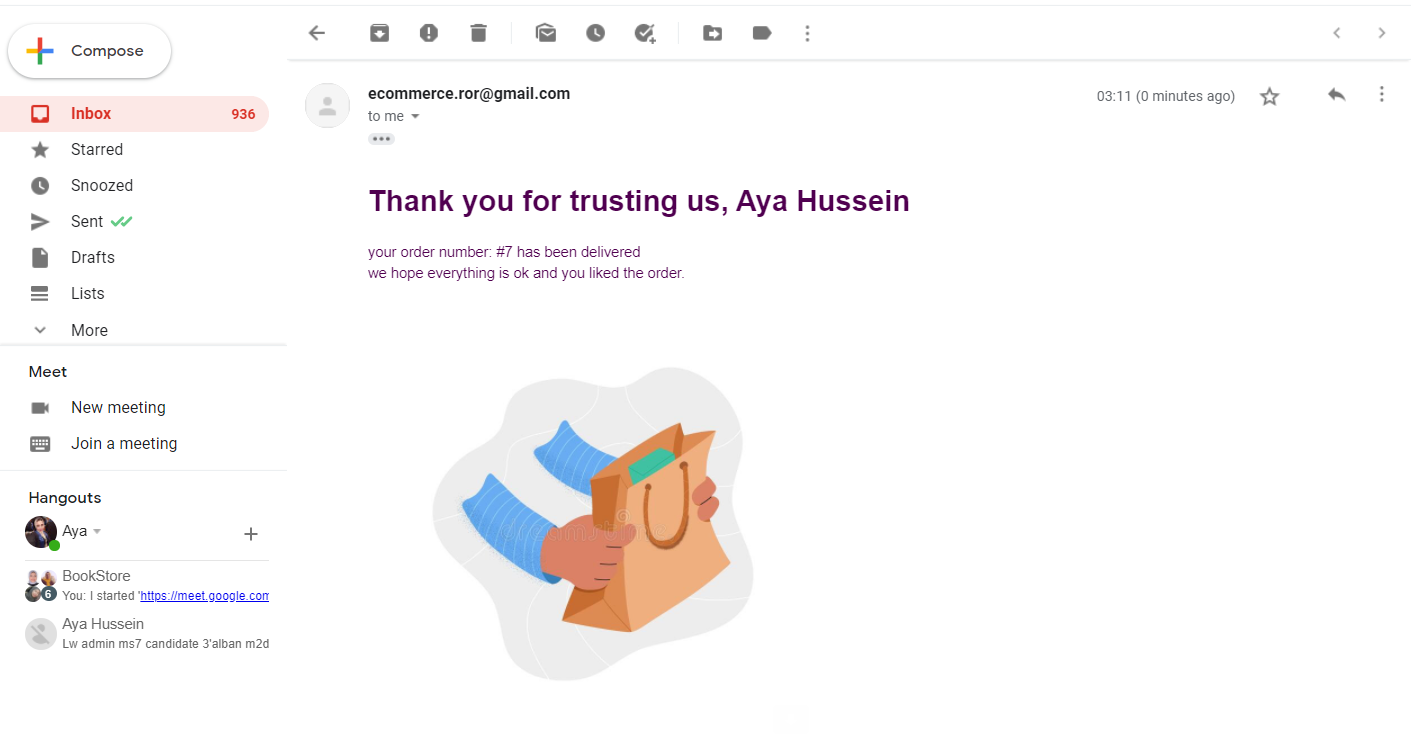 Compose
Inbox 936
Starred
Snoozed
Sent
Drafts
Lists
More
Meet
New meeting
Join a meeting
Hangouts
Aya
BookStore
6
You: I started 'https://meet.google.com
Aya Hussein
Lw admin ms7 candidate 3'alban m2d
ecommerce.ror@gmail.com
03:11 (0 minutes ago)
to me
Thank you for trusting us, Aya Hussein
your order number: #7 has been delivered
we hope everything is ok and you liked the order.
dreamstime